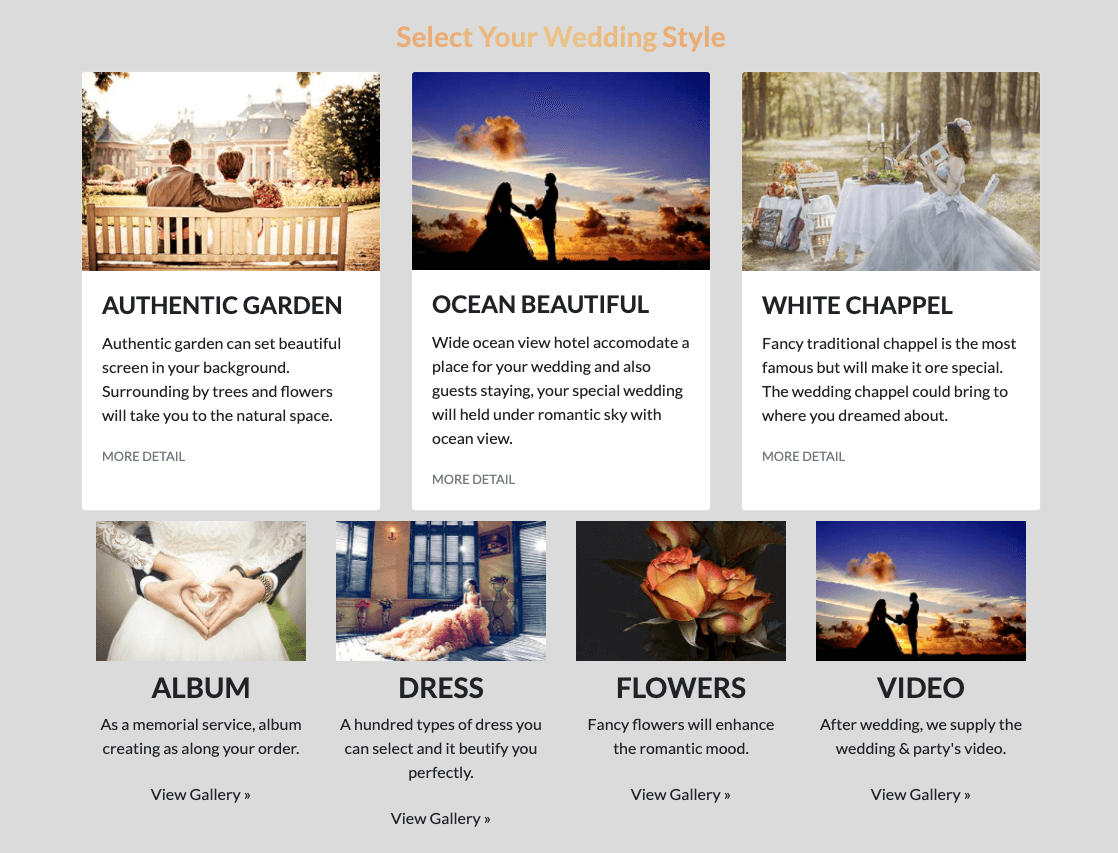 Select Your Wedding Style
AUTHENTIC GARDEN
Authentic garden can set beautiful
screen in your background.
Surrounding by trees and flowers
will take you to the natural space.
MORE DETAIL
OCEAN BEAUTIFUL
Wide ocean view hotel accomodate a
place for your wedding and also
guests staying, your special wedding
will held under romantic sky with
ocean view.
MORE DETAIL
WHITE CHAPPEL
Fancy traditional chappel is the most
famous but will make it ore special.
The wedding chappel could bring to
where you dreamed about.
MORE DETAIL
ALBUM
As a memorial service, album
creating as along your order.
View Gallery »
DRESS
A hundred types of dress you
can select and it beutify you
perfectly.
View Gallery »
FLOWERS
Fancy flowers will enhance
the romantic mood.
View Gallery »
VIDEO
After wedding, we supply the
wedding & party's video.
View Gallery »